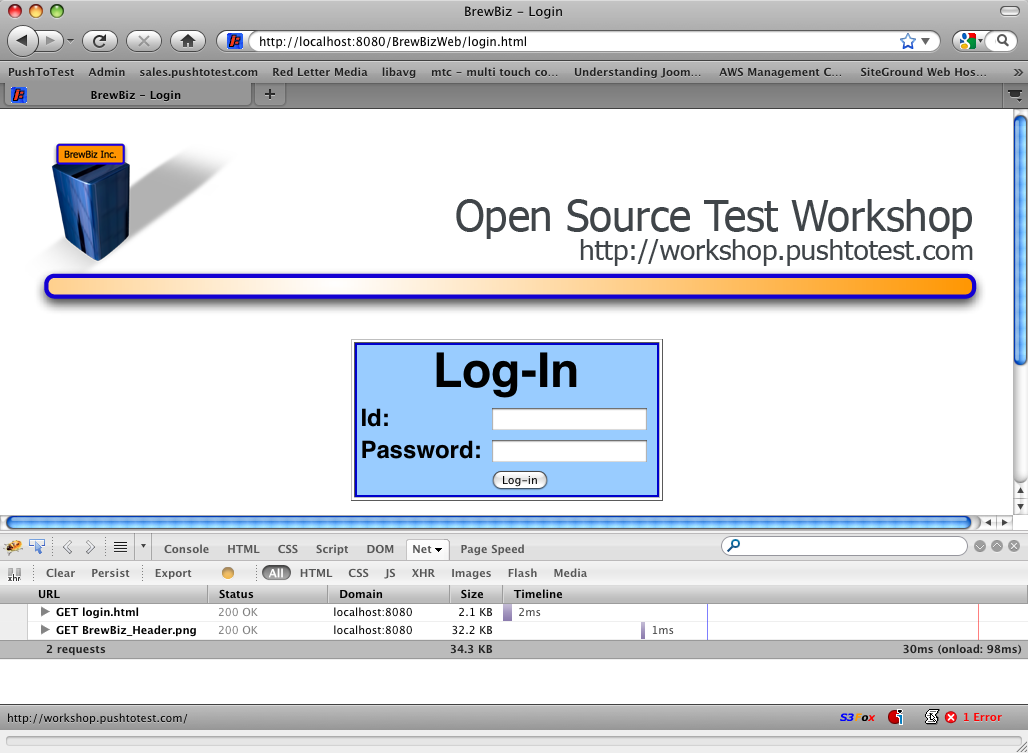 BrewBiz - Login
http://localhost:8080/BrewBizWeb/login.html
PushToTest Admin sales.pushtotest.com Red Letter Media libavg mtc - multi touch co... Understanding Joom... AWS Management C... SiteGround Web Hos... »
BrewBiz - Login +
BrewBiz Inc.
Open Source Test Workshop
http://workshop.pushtotest.com
Log-In
Id:
Password:
Log-in
Console HTML CSS Script DOM Net Page Speed
xhr Clear Persist Export All HTML CSS JS XHR Images Flash Media
URL Status Domain Size Timeline
GET login.html 200 OK localhost:8080 2.1 KB 2ms
GET BrewBiz_Header.png 200 OK localhost:8080 32.2 KB 1ms
2 requests 34.3 KB 30ms (onload: 98ms)
http://workshop.pushtotest.com/ S3Fox 1 Error